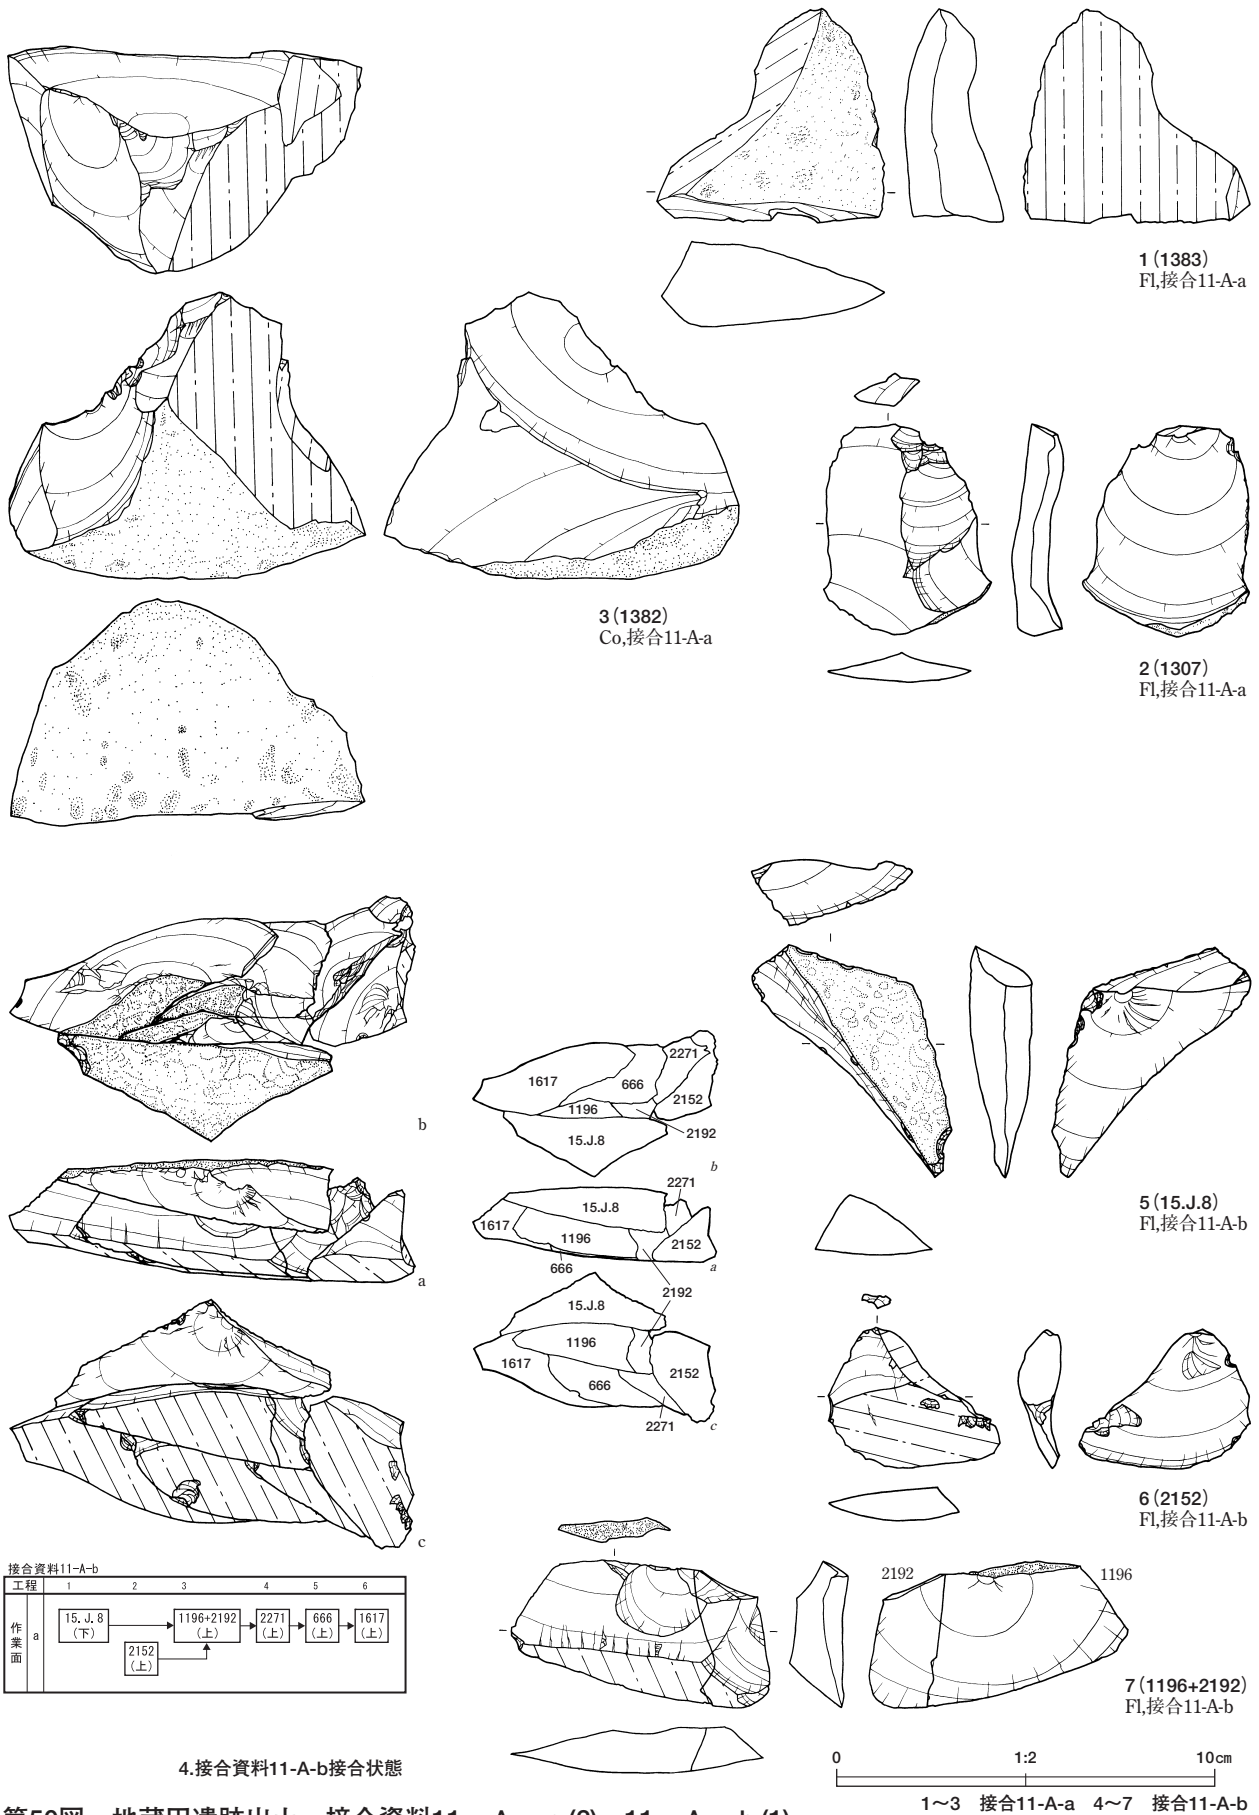 1(1383)
Fl,接合11-A-a
3(1382)
Co,接合11-A-a
2(1307)
Fl,接合11-A-a
b
a
c
1617
666
2271
2152
1196
2192
15.J.8
b
2271
15.J.8
1617
1196
2152
666
a
2192
15.J.8
1196
1617
2152
666
2271
c
5(15.J.8)
Fl,接合11-A-b
6(2152)
Fl,接合11-A-b
2192
1196
7(1196+2192)
Fl,接合11-A-b
接合資料11-A-b
工程 1 2 3 4 5 6
作業面 a
15.J.8 (下)
2152 (上)
1196+2192 (上)
2271 (上)
666 (上)
1617 (上)
4.接合資料11-A-b接合状態
0 1:2 10cm
1〜3 接合11-A-a 4〜7 接合11-A-b